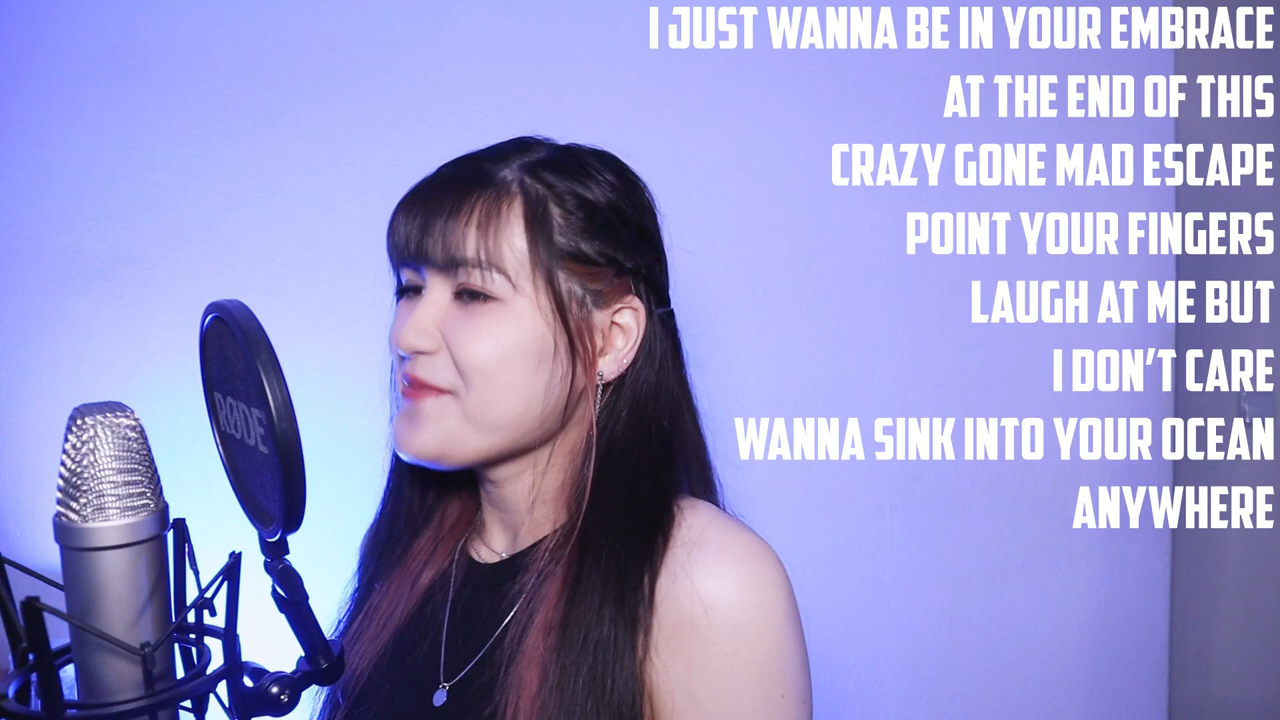 I JUST WANNA BE IN YOUR EMBRACE
AT THE END OF THIS
CRAZY GONE MAD ESCAPE
POINT YOUR FINGERS
LAUGH AT ME BUT
I DON'T CARE
WANNA SINK INTO YOUR OCEAN
ANYWHERE
RØDE